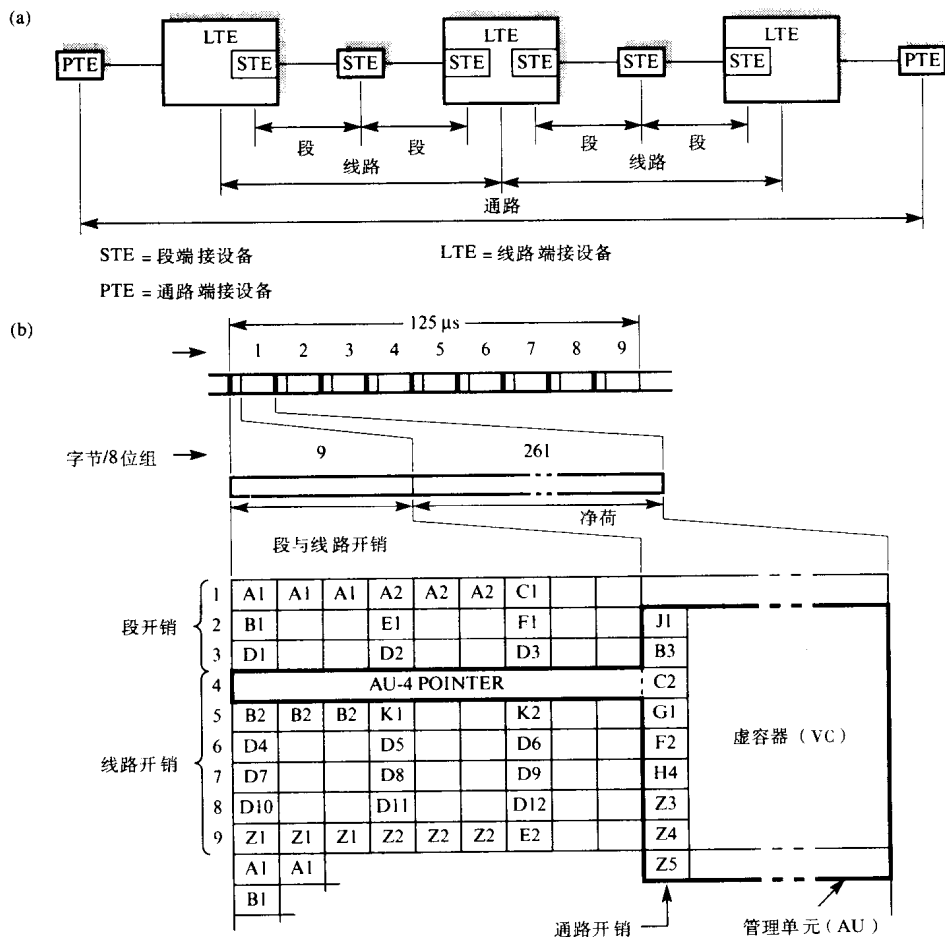 (a)
LTE LTE LTE
PTE STE STE STE STE STE STE PTE
段 段 段 段
线路 线路
通路
STE = 段端接设备 LTE = 线路端接设备
PTE = 通路端接设备
(b)
125 μs
1 2 3 4 5 6 7 8 9
字节/8位组 9 261
净荷
段与线路开销
1 A1 A1 A1 A2 A2 A2 C1
段开销 2 B1 E1 F1 J1
3 D1 D2 D3 B3
4 AU-4 POINTER C2
5 B2 B2 B2 K1 K2 G1
线路开销 6 D4 D5 D6 F2 虚容器(VC)
7 D7 D8 D9 H4
8 D10 D11 D12 Z3
9 Z1 Z1 Z1 Z2 Z2 Z2 E2 Z4
A1 A1 Z5
B1
通路开销 管理单元(AU)